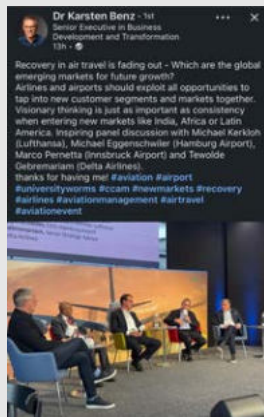 Dr Karsten Benz · 1st
Senior Executive in Business
Development and Transformation
13h ·
Recovery in air travel is fading out - Which are the global
emerging markets for future growth?
Airlines and airports should exploit all opportunities to
tap into new customer segments and markets together.
Visionary thinking is just as important as consistency
when entering new markets like India, Africa or Latin
America. Inspiring panel discussion with Michael Kerkloh
(Lufthansa), Michael Eggenschwiler (Hamburg Airport),
Marco Pernetta (Innsbruck Airport) and Tewolde
Gebremariam (Delta Airlines).
thanks for having me! #aviation #airport
#universityworms #ccam #newmarkets #recovery
#airlines #aviationmanagement #airtravel
#aviationevent